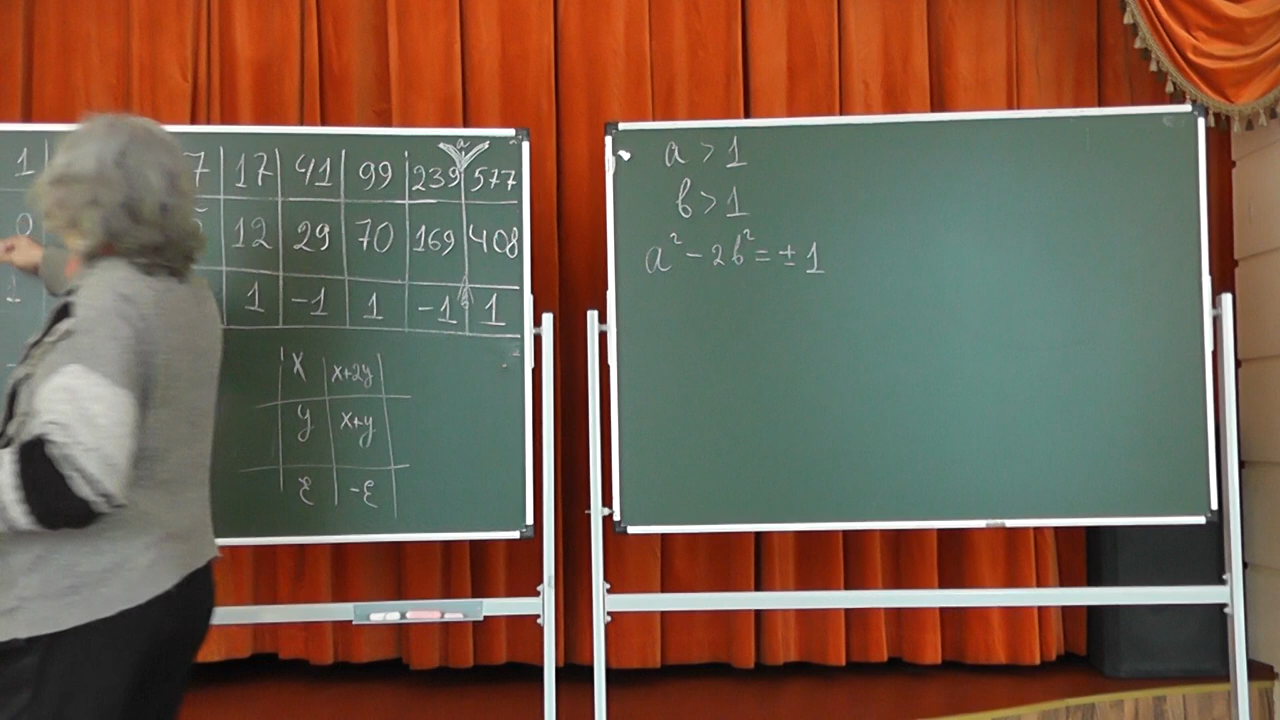 1 7 17 41 99 239 577
0 12 29 70 169 408
1 1 -1 1 -1 1
x x+2y
y x+y
ε -ε
a > 1
b > 1
a² - 2b² = ± 1